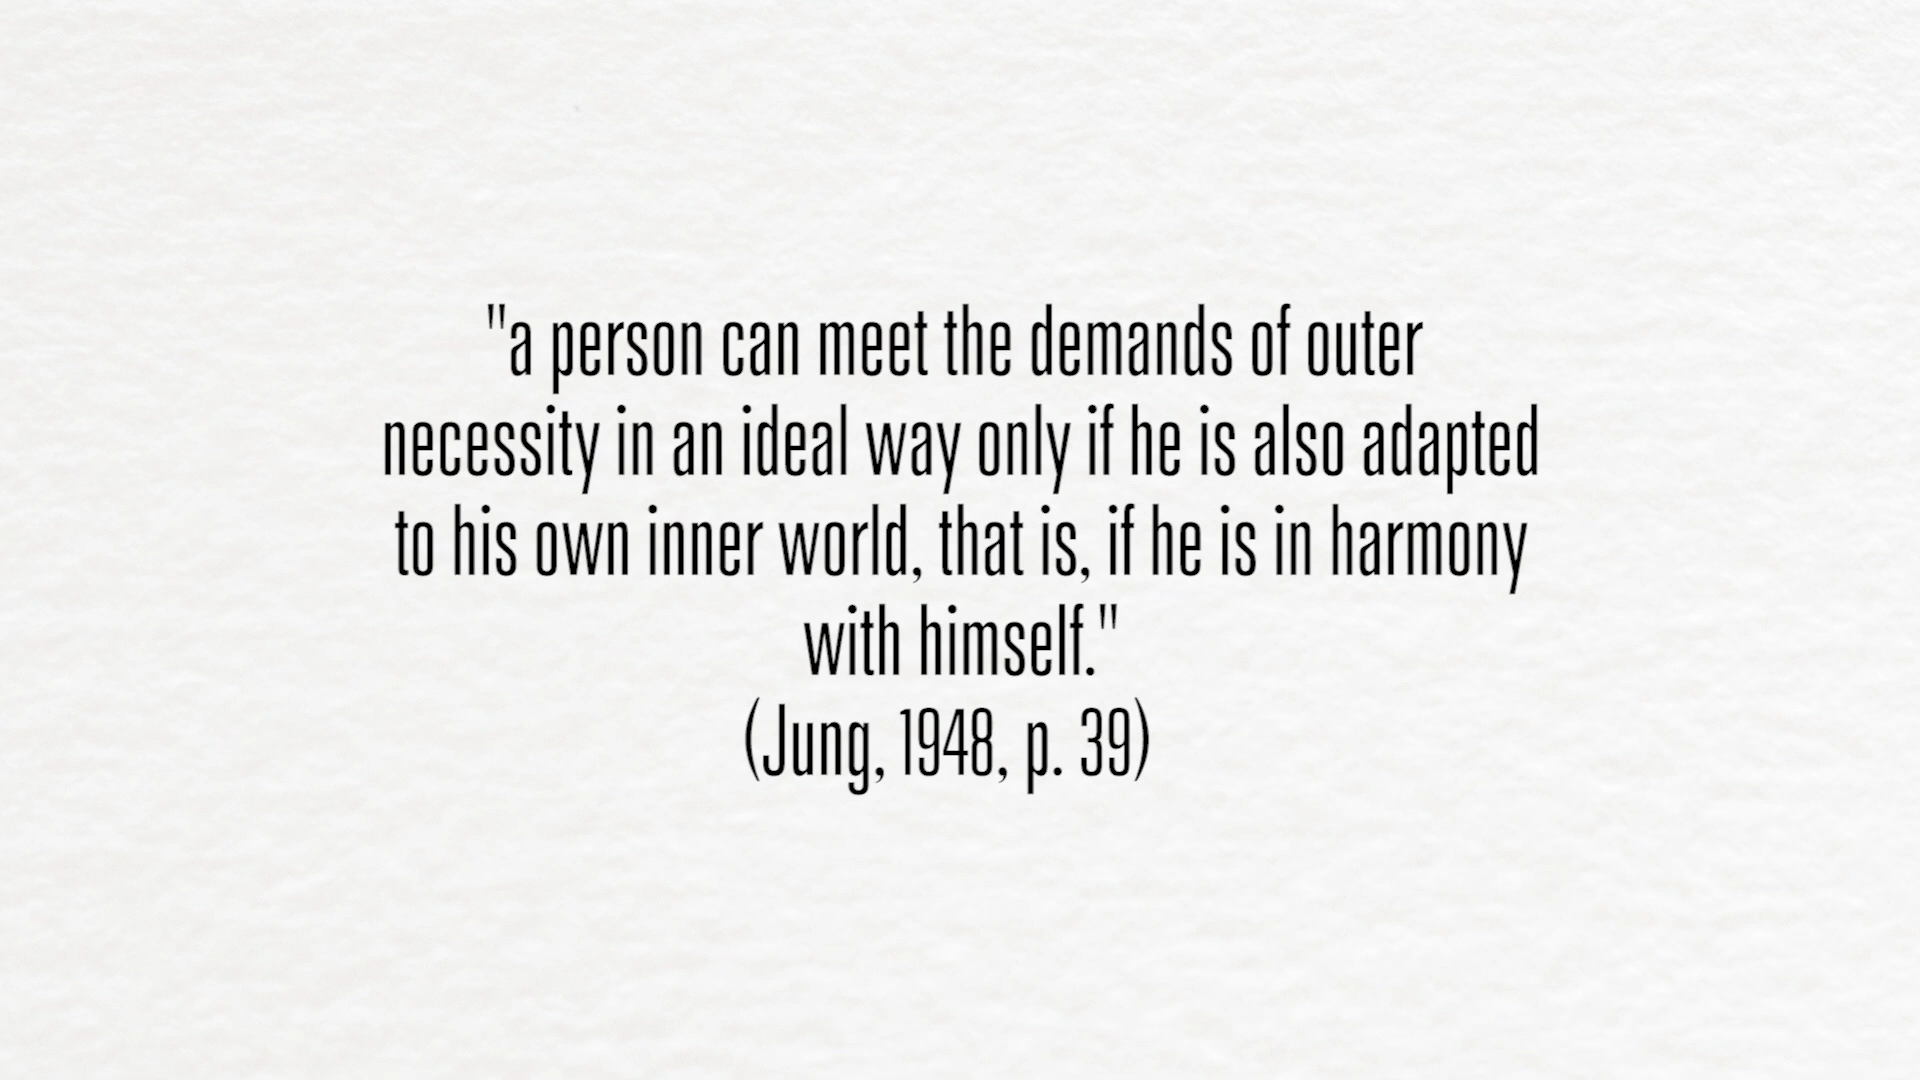 "a person can meet the demands of outer
necessity in an ideal way only if he is also adapted
to his own inner world, that is, if he is in harmony
with himself."
(Jung, 1948, p. 39)